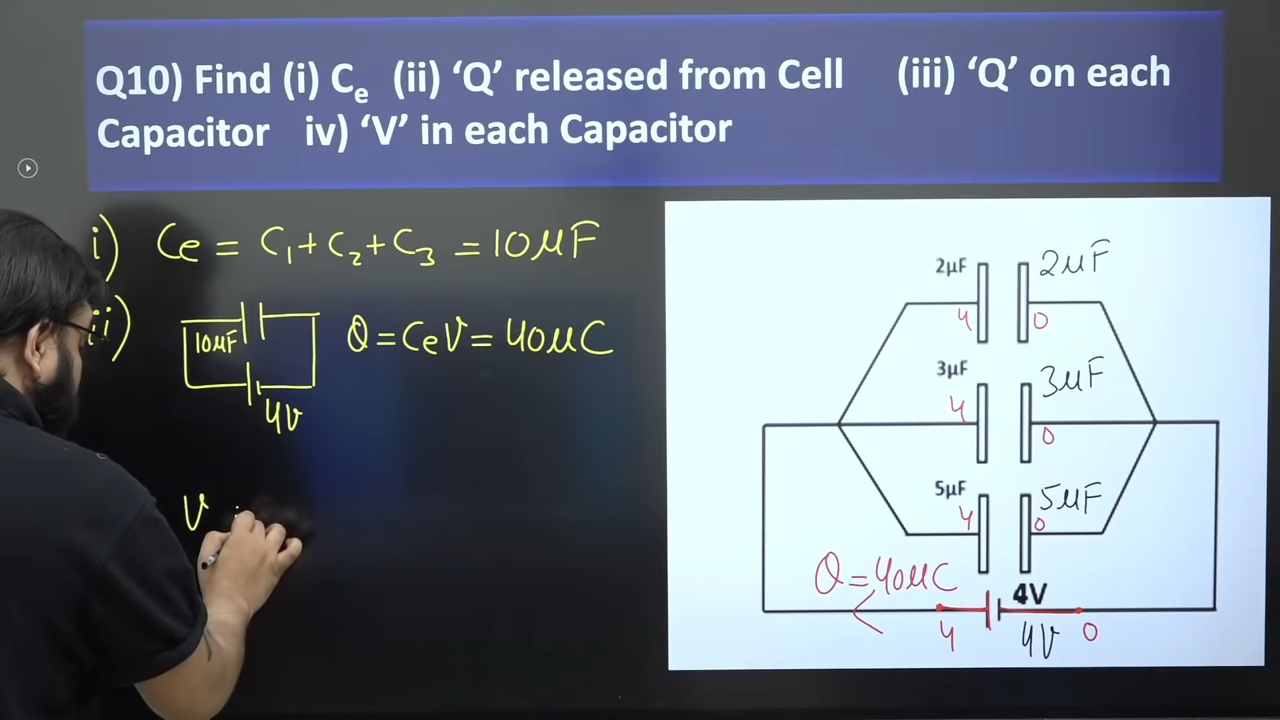 Q10) Find (i) Ce (ii) ‘Q’ released from Cell (iii) ‘Q’ on each
Capacitor iv) ‘V’ in each Capacitor
i) Ce = C1 + C2 + C3 = 10μF
ii)
10μF
4V
Q = CeV = 40μC
V
2μF
2μF
4
0
3μF
3μF
4
0
5μF
5μF
4
0
Q = 40μC
4V
4
4V
0